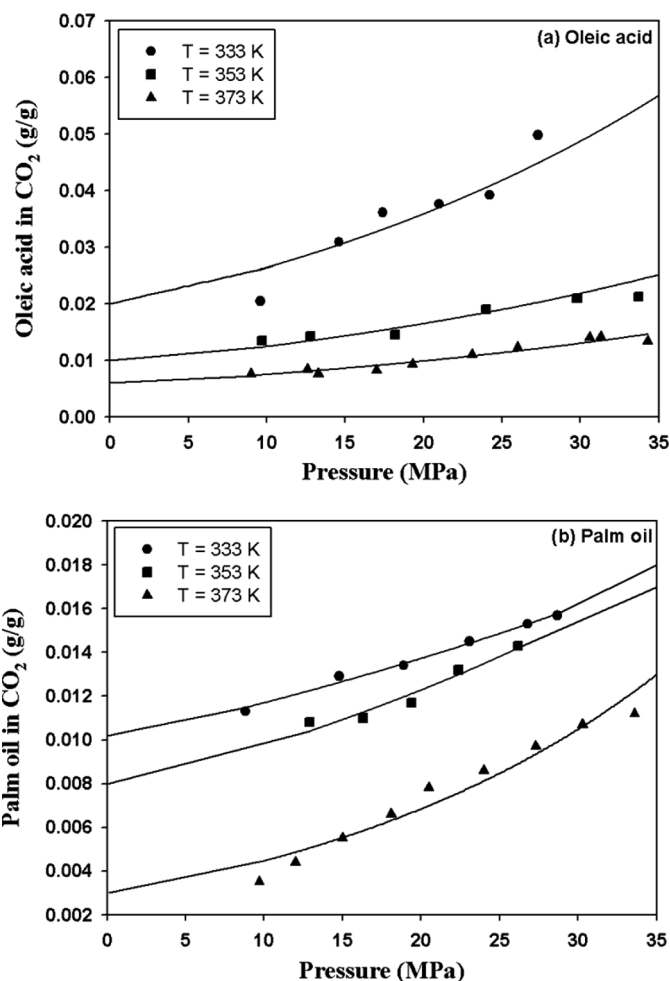 (a) Oleic acid
T = 333 K
T = 353 K
T = 373 K
Oleic acid in CO2 (g/g)
0.07
0.06
0.05
0.04
0.03
0.02
0.01
0.00
0 5 10 15 20 25 30 35
Pressure (MPa)
(b) Palm oil
T = 333 K
T = 353 K
T = 373 K
Palm oil in CO2 (g/g)
0.020
0.018
0.016
0.014
0.012
0.010
0.008
0.006
0.004
0.002
0 5 10 15 20 25 30 35
Pressure (MPa)